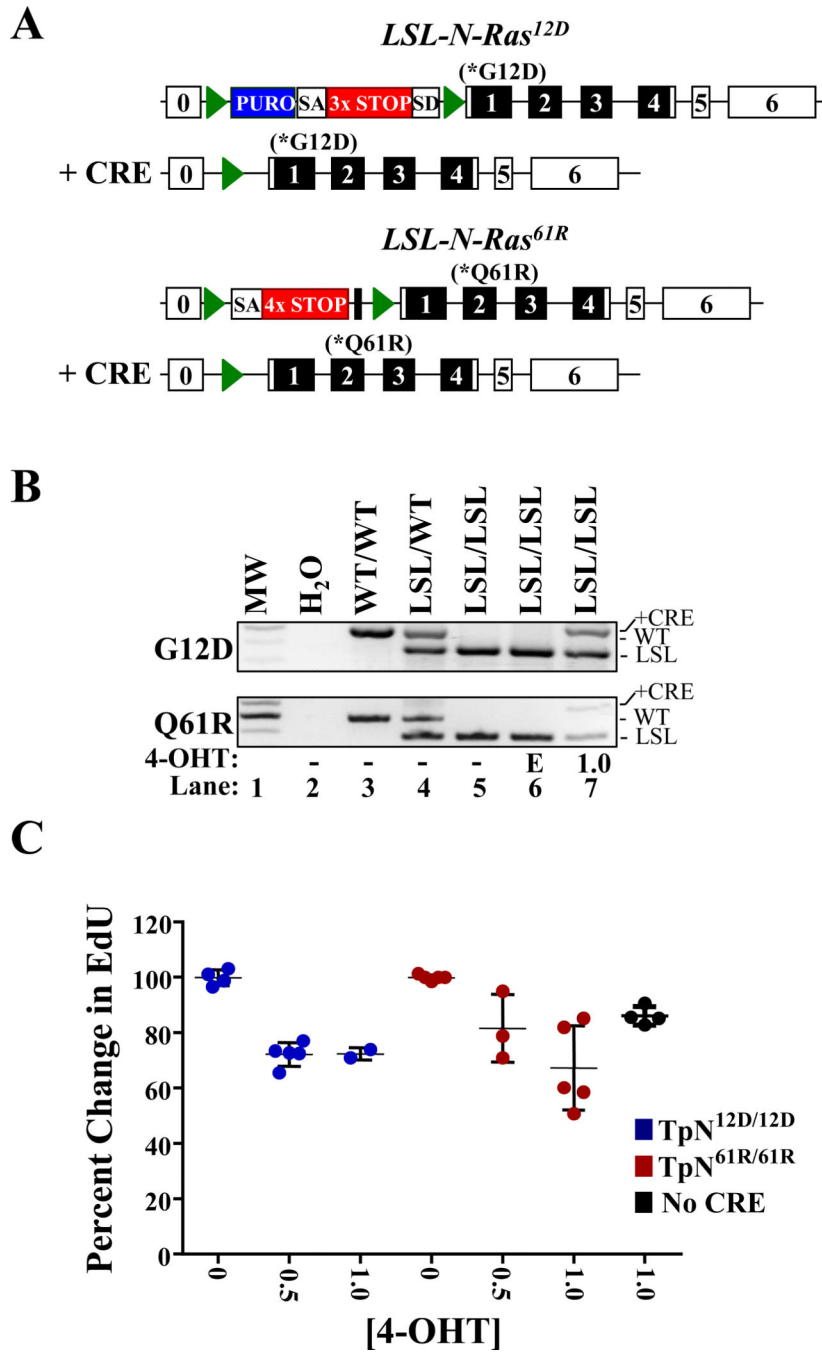 A
LSL-N-Ras12D
(*G12D)
0 PURO SA 3x STOP SD 1 2 3 4 5 6
(*G12D)
+ CRE 0 1 2 3 4 5 6
LSL-N-Ras61R
(*Q61R)
0 SA 4x STOP 1 2 3 4 5 6
(*Q61R)
+ CRE 0 1 2 3 4 5 6
B
MW H2O WT/WT LSL/WT LSL/LSL LSL/LSL LSL/LSL
G12D
+CRE
- WT
- LSL
Q61R
+CRE
- WT
- LSL
4-OHT: - - - - E 1.0
Lane: 1 2 3 4 5 6 7
C
Percent Change in EdU
120
100
80
60
40
20
0
0 0.5 1.0 0 0.5 1.0 1.0
[4-OHT]
TpN12D/12D
TpN61R/61R
No CRE